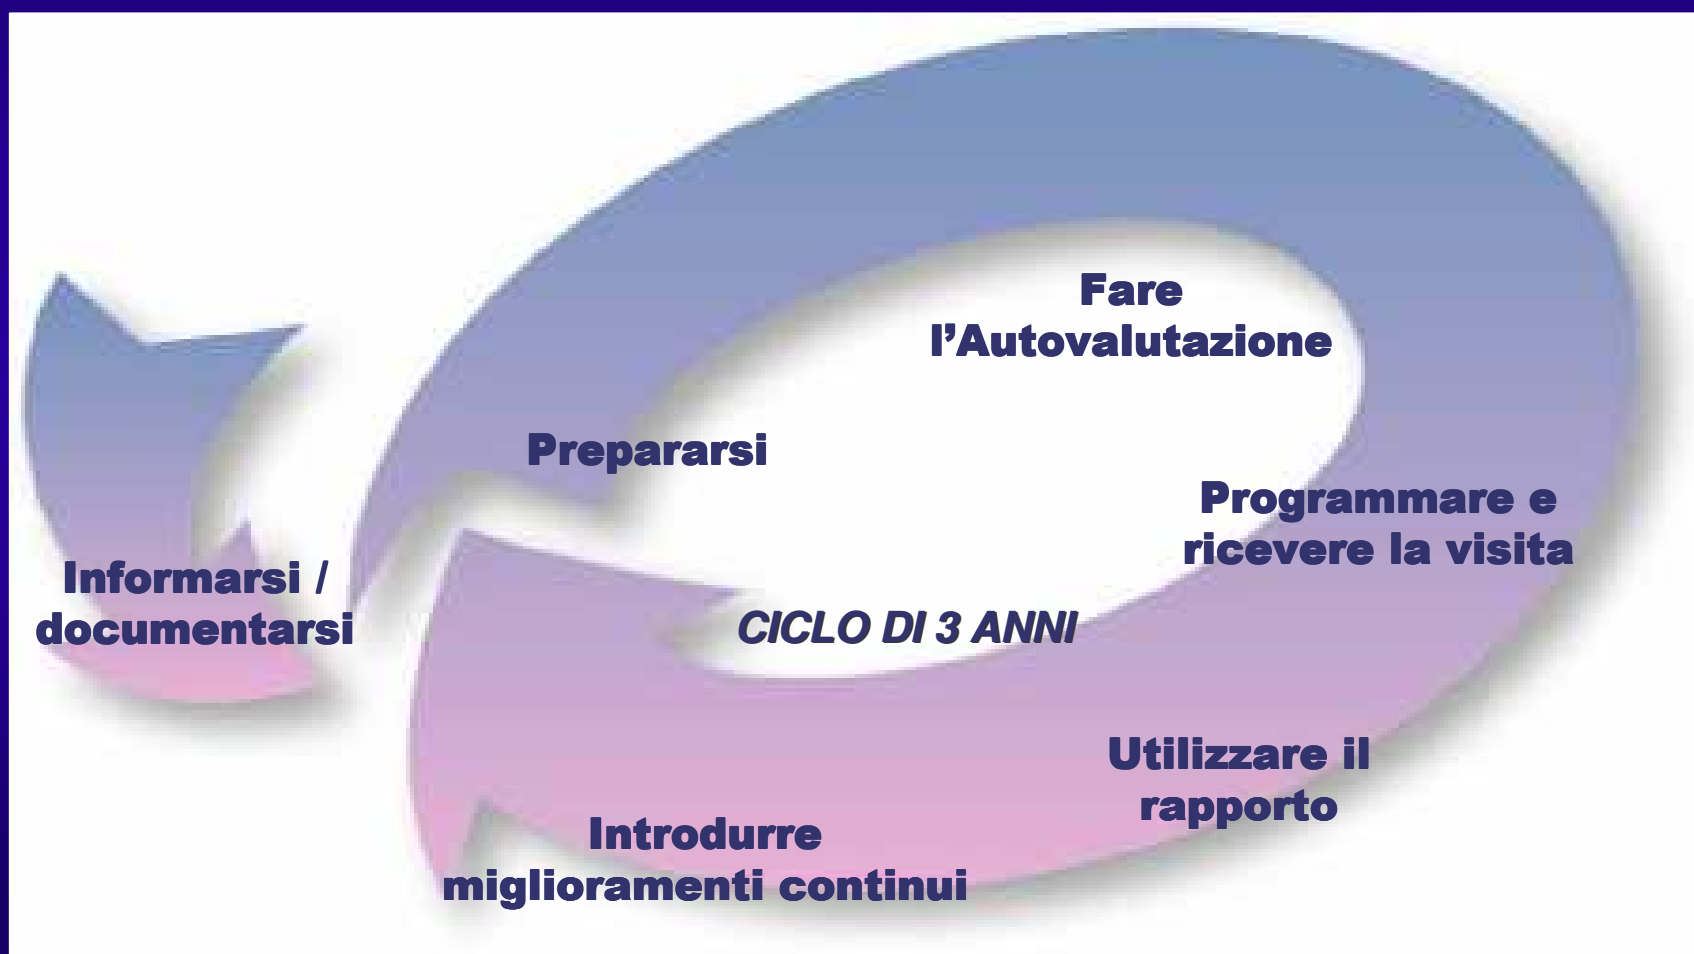 Informarsi /
documentarsi
Prepararsi
Fare
l’Autovalutazione
Programmare e
ricevere la visita
Utilizzare il
rapporto
Introdurre
miglioramenti continui
CICLO DI 3 ANNI